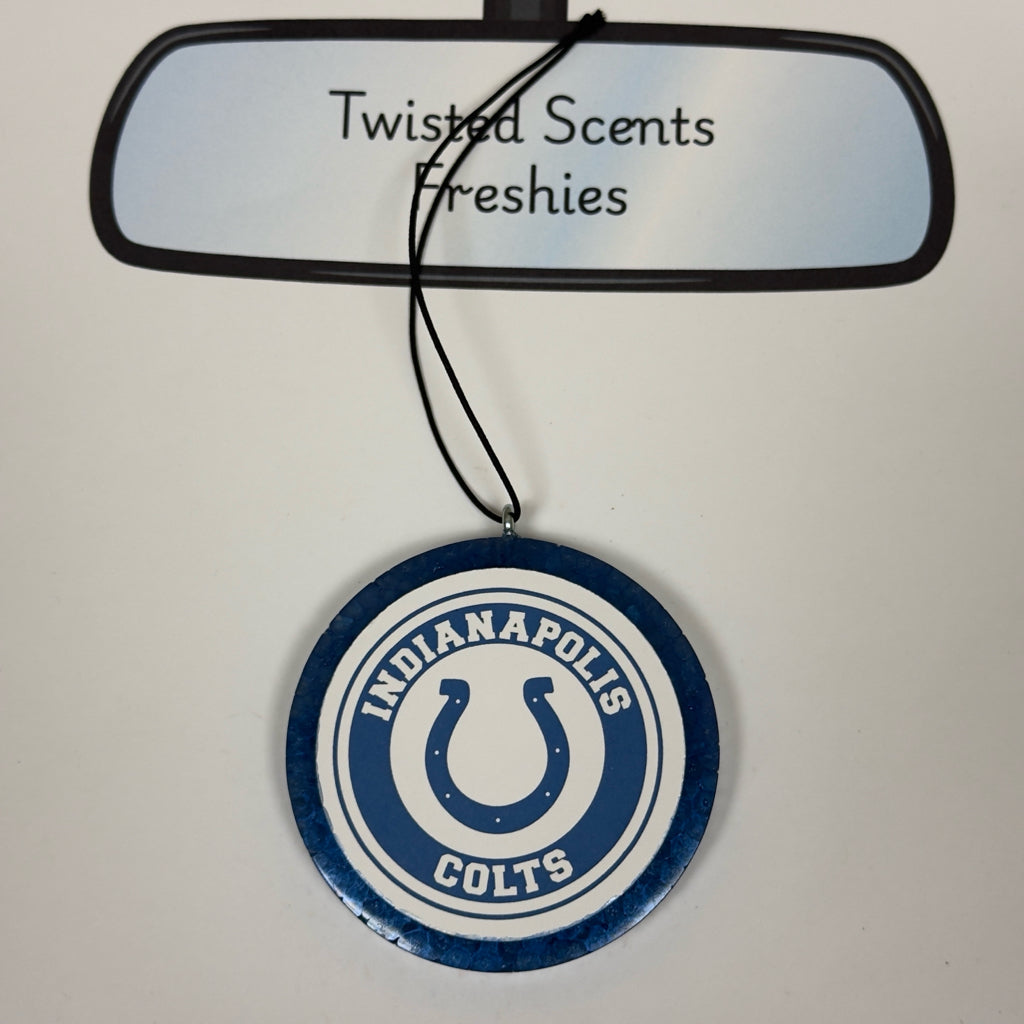 Twisted Scents
Freshies
INDIANAPOLIS
COLTS